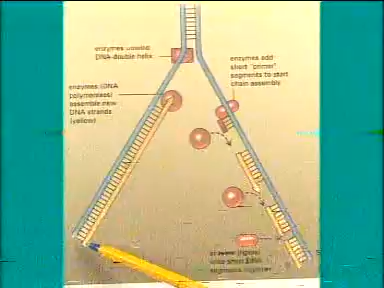 enzymes unwind
DNA double helix
enzymes add
short "primer"
segments to start
chain assembly
enzymes (DNA
polymerases)
assemble new
DNA strands
(yellow)
enzymes (ligase)
short DNA
segments together